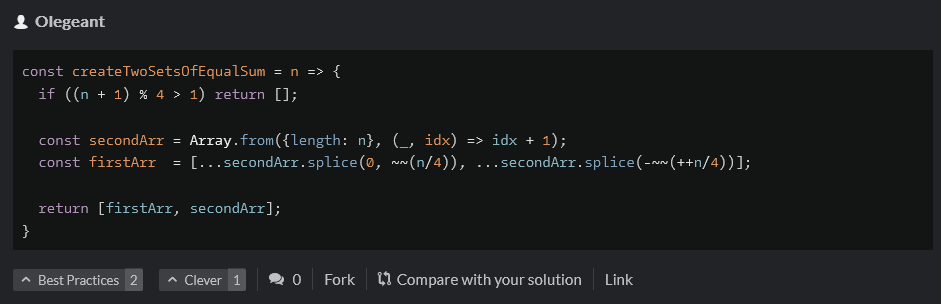 Olegeant
const createTwoSetsOfEqualSum = n => {
  if ((n + 1) % 4 > 1) return [];

  const secondArr = Array.from({length: n}, (_, idx) => idx + 1);
  const firstArr  = [...secondArr.splice(0, ~~(n/4)), ...secondArr.splice(-~~(++n/4))];

  return [firstArr, secondArr];
}
Best Practices 2 Clever 1 0 Fork Compare with your solution Link